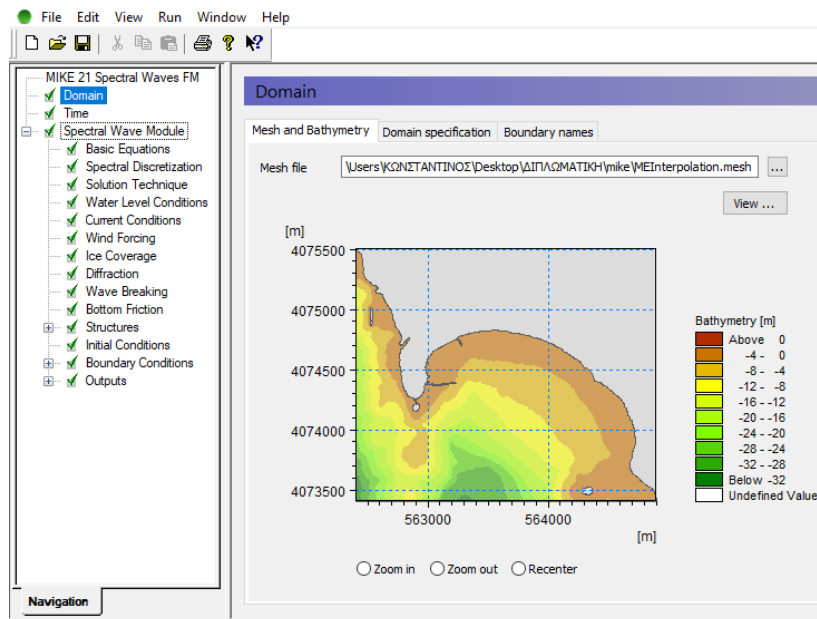 File Edit View Run Window Help
MIKE 21 Spectral Waves FM
Domain
Time
Spectral Wave Module
Basic Equations
Spectral Discretization
Solution Technique
Water Level Conditions
Current Conditions
Wind Forcing
Ice Coverage
Diffraction
Wave Breaking
Bottom Friction
Structures
Initial Conditions
Boundary Conditions
Outputs
Navigation
Domain
Mesh and Bathymetry Domain specification Boundary names
Mesh file \Users\ΚΩΝΣΤΑΝΤΙΝΟΣ\Desktop\ΔΙΠΛΩΜΑΤΙΚΗ\mike\MEInterpolation.mesh ...
View ...
[m]
4075500
4075000
4074500
4074000
4073500
563000 564000
[m]
Bathymetry [m]
Above 0
-4 - 0
-8 - -4
-12 - -8
-16 - -12
-20 - -16
-24 - -20
-28 - -24
-32 - -28
Below -32
Undefined Value
Zoom in Zoom out Recenter